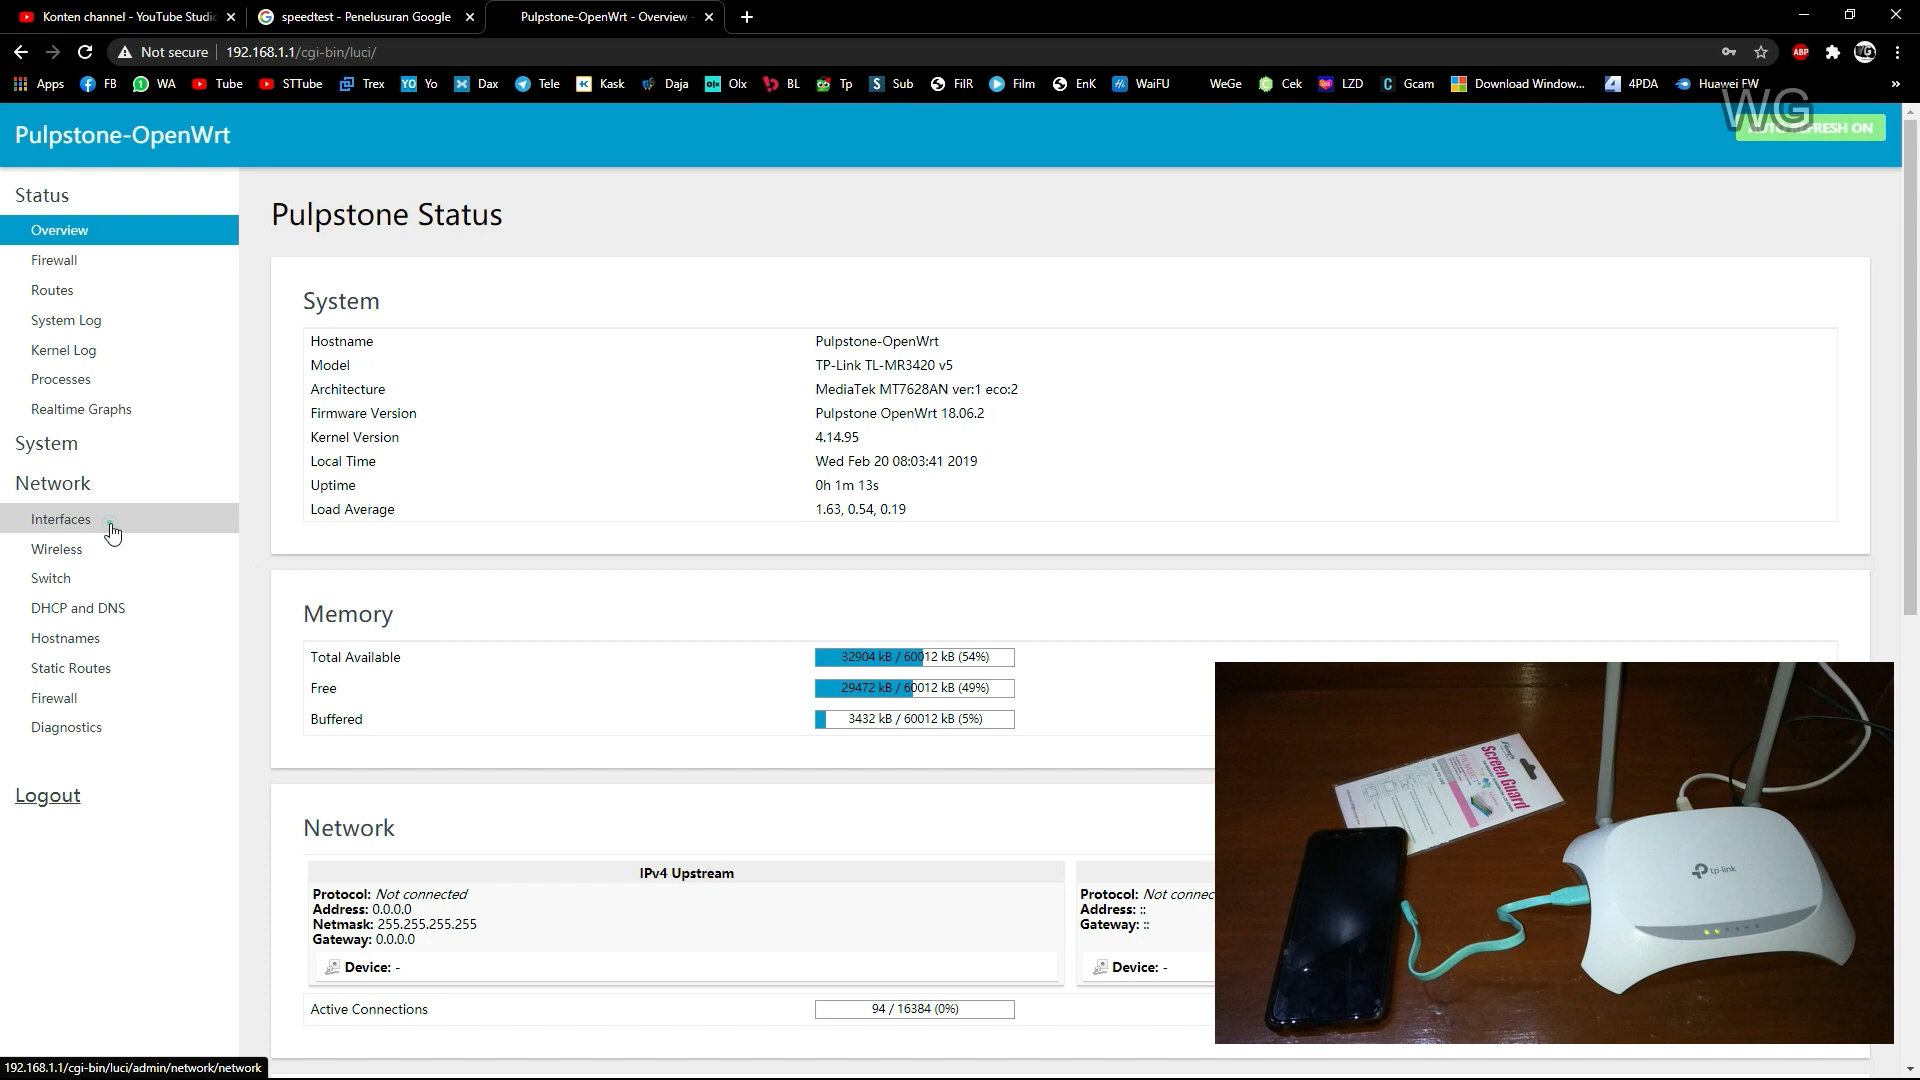 Konten channel - YouTube Studi
speedtest - Penelusuran Google
Pulpstone-OpenWrt - Overview -
Not secure
192.168.1.1/cgi-bin/luci/
ABP
WG
Apps
FB
WA
Tube
STTube
Trex
YO Yo
Dax
Tele
Kask
Daja
olx Olx
BL
Tp
S Sub
FilR
Film
EnK
WaiFU
WeGe
Cek
LZD
C Gcam
Download Window...
4PDA
Huawei FW
»
WG
Pulpstone-OpenWrt
REFRESH ON
Status
Overview
Firewall
Routes
System Log
Kernel Log
Processes
Realtime Graphs
System
Network
Interfaces
Wireless
Switch
DHCP and DNS
Hostnames
Static Routes
Firewall
Diagnostics
Logout
Pulpstone Status
System
Hostname Pulpstone-OpenWrt
Model TP-Link TL-MR3420 v5
Architecture MediaTek MT7628AN ver:1 eco:2
Firmware Version Pulpstone OpenWrt 18.06.2
Kernel Version 4.14.95
Local Time Wed Feb 20 08:03:41 2019
Uptime 0h 1m 13s
Load Average 1.63, 0.54, 0.19
Memory
Total Available 32904 kB / 60012 kB (54%)
Free 29472 kB / 60012 kB (49%)
Buffered 3432 kB / 60012 kB (5%)
Network
IPv4 Upstream
Protocol: Not connected
Address: 0.0.0.0
Netmask: 255.255.255.255
Gateway: 0.0.0.0
Device: -
Protocol: Not connec
Address: ::
Gateway: ::
Device: -
Active Connections 94 / 16384 (0%)
Screen Guard
tp-link
192.168.1.1/cgi-bin/luci/admin/network/network